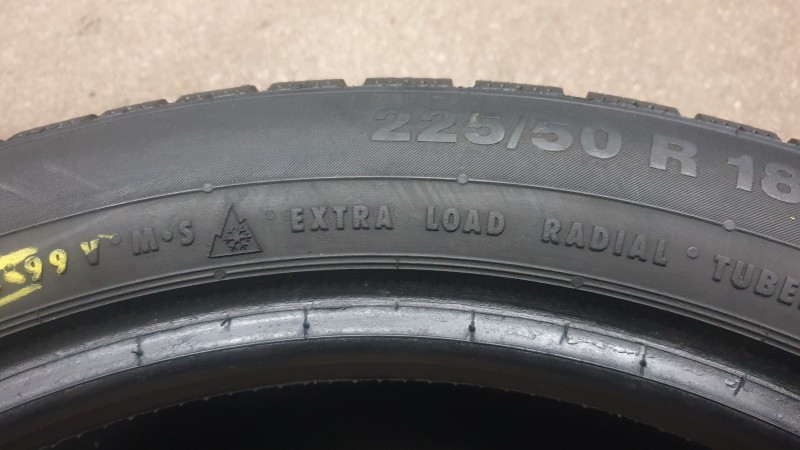 225/50 R 18
99 V • M•S EXTRA LOAD RADIAL • TUBE